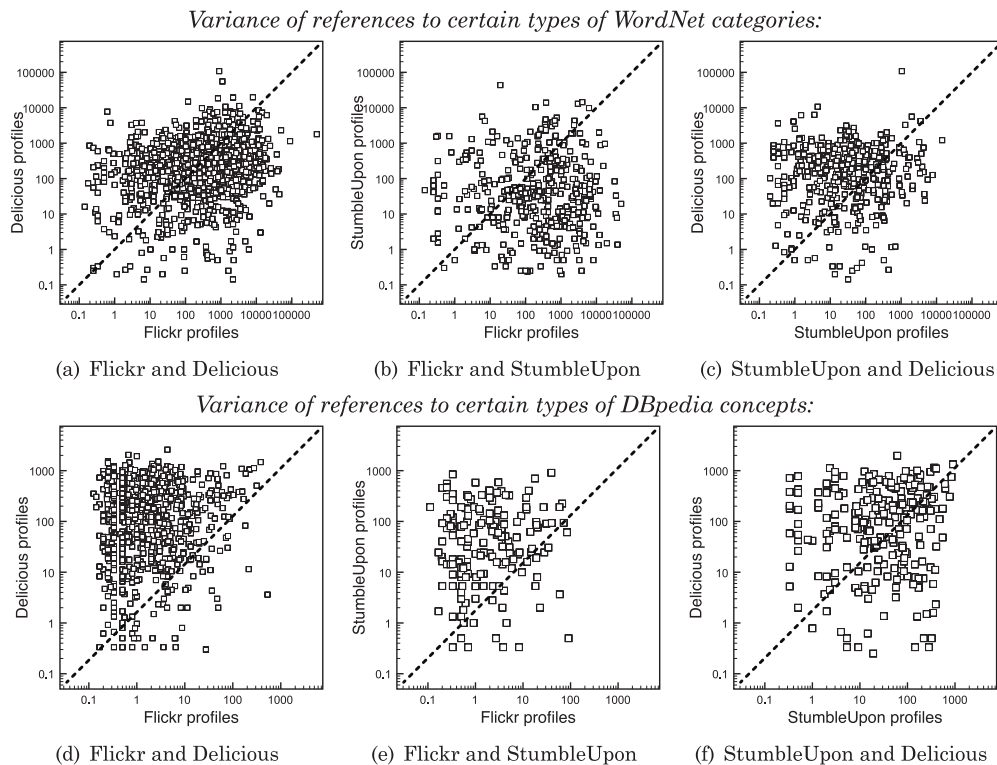 Variance of references to certain types of WordNet categories:
Delicious profiles
100000
10000
1000
100
10
1
0.1
0.1 1 10 100 1000 10000100000
Flickr profiles
StumbleUpon profiles
100000
10000
1000
100
10
1
0.1
0.1 1 10 100 1000 10000100000
Flickr profiles
Delicious profiles
100000
10000
1000
100
10
1
0.1
0.1 1 10 100 1000 10000100000
StumbleUpon profiles
(a) Flickr and Delicious
(b) Flickr and StumbleUpon
(c) StumbleUpon and Delicious
Variance of references to certain types of DBpedia concepts:
Delicious profiles
1000
100
10
1
0.1
0.1 1 10 100 1000
Flickr profiles
StumbleUpon profiles
1000
100
10
1
0.1
0.1 1 10 100 1000
Flickr profiles
Delicious profiles
1000
100
10
1
0.1
0.1 1 10 100 1000
StumbleUpon profiles
(d) Flickr and Delicious
(e) Flickr and StumbleUpon
(f) StumbleUpon and Delicious